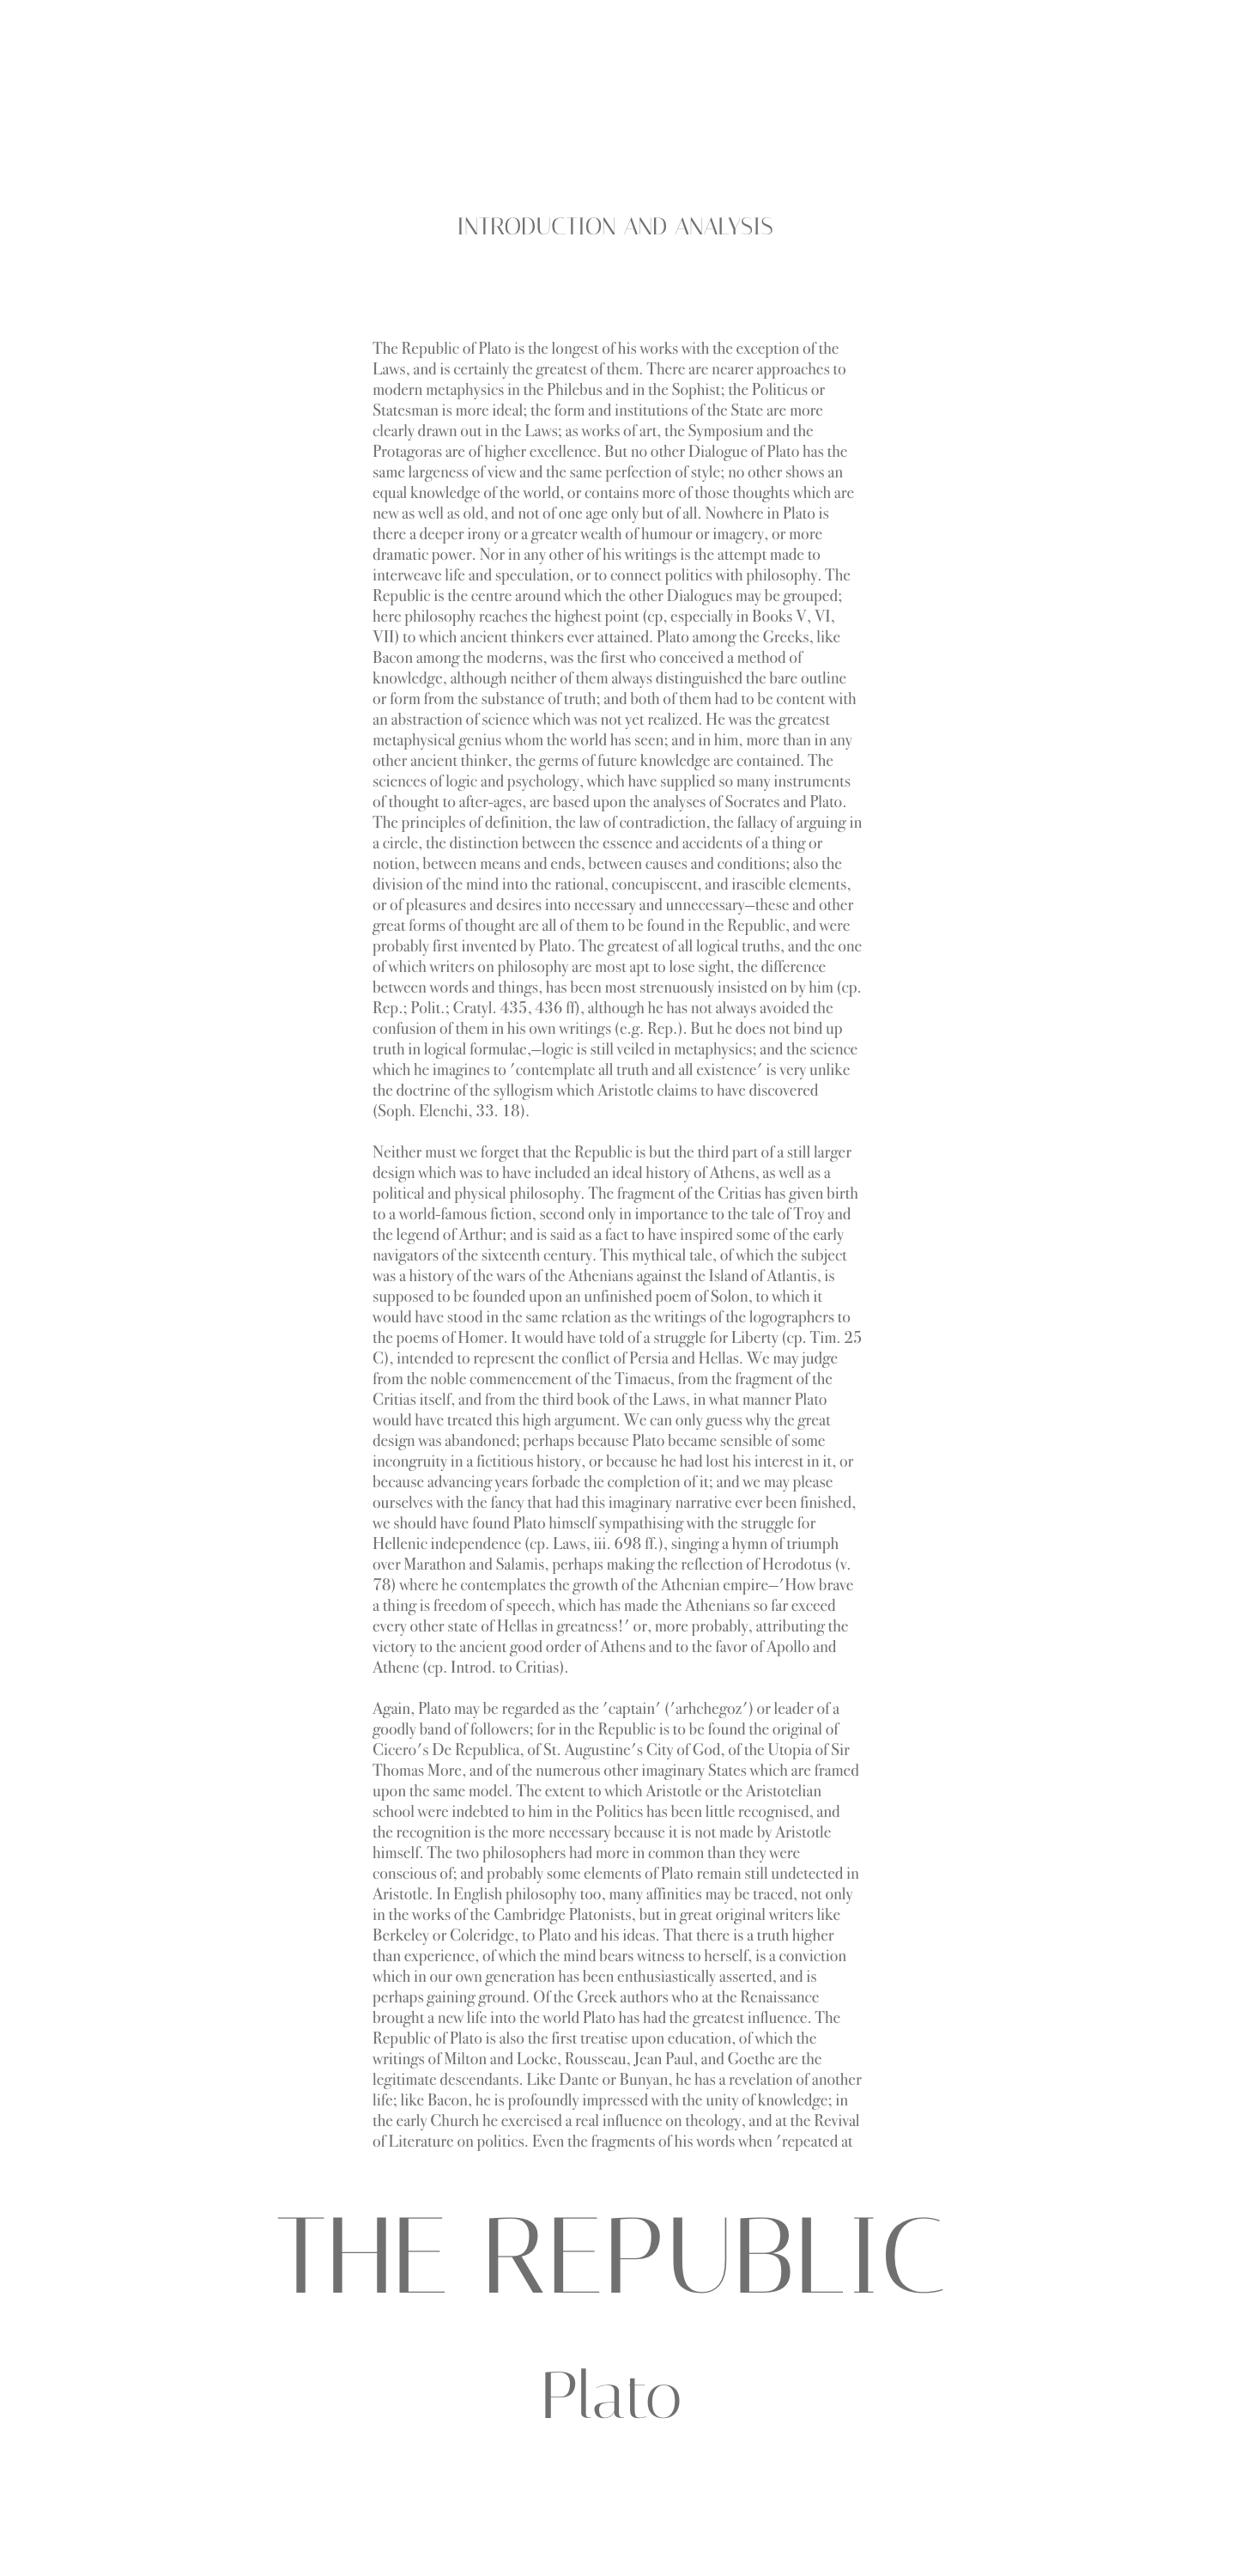 INTRODUCTION AND ANALYSIS
The Republic of Plato is the longest of his works with the exception of the
Laws, and is certainly the greatest of them. There are nearer approaches to
modern metaphysics in the Philebus and in the Sophist; the Politicus or
Statesman is more ideal; the form and institutions of the State are more
clearly drawn out in the Laws; as works of art, the Symposium and the
Protagoras are of higher excellence. But no other Dialogue of Plato has the
same largeness of view and the same perfection of style; no other shows an
equal knowledge of the world, or contains more of those thoughts which are
new as well as old, and not of one age only but of all. Nowhere in Plato is
there a deeper irony or a greater wealth of humour or imagery, or more
dramatic power. Nor in any other of his writings is the attempt made to
interweave life and speculation, or to connect politics with philosophy. The
Republic is the centre around which the other Dialogues may be grouped;
here philosophy reaches the highest point (cp, especially in Books V, VI,
VII) to which ancient thinkers ever attained. Plato among the Greeks, like
Bacon among the moderns, was the first who conceived a method of
knowledge, although neither of them always distinguished the bare outline
or form from the substance of truth; and both of them had to be content with
an abstraction of science which was not yet realized. He was the greatest
metaphysical genius whom the world has seen; and in him, more than in any
other ancient thinker, the germs of future knowledge are contained. The
sciences of logic and psychology, which have supplied so many instruments
of thought to after-ages, are based upon the analyses of Socrates and Plato.
The principles of definition, the law of contradiction, the fallacy of arguing in
a circle, the distinction between the essence and accidents of a thing or
notion, between means and ends, between causes and conditions; also the
division of the mind into the rational, concupiscent, and irascible elements,
or of pleasures and desires into necessary and unnecessary—these and other
great forms of thought are all of them to be found in the Republic, and were
probably first invented by Plato. The greatest of all logical truths, and the one
of which writers on philosophy are most apt to lose sight, the difference
between words and things, has been most strenuously insisted on by him (cp.
Rep.; Polit.; Cratyl. 435, 436 ff), although he has not always avoided the
confusion of them in his own writings (e.g. Rep.). But he does not bind up
truth in logical formulae,—logic is still veiled in metaphysics; and the science
which he imagines to 'contemplate all truth and all existence' is very unlike
the doctrine of the syllogism which Aristotle claims to have discovered
(Soph. Elenchi, 33. 18).
Neither must we forget that the Republic is but the third part of a still larger
design which was to have included an ideal history of Athens, as well as a
political and physical philosophy. The fragment of the Critias has given birth
to a world-famous fiction, second only in importance to the tale of Troy and
the legend of Arthur; and is said as a fact to have inspired some of the early
navigators of the sixteenth century. This mythical tale, of which the subject
was a history of the wars of the Athenians against the Island of Atlantis, is
supposed to be founded upon an unfinished poem of Solon, to which it
would have stood in the same relation as the writings of the logographers to
the poems of Homer. It would have told of a struggle for Liberty (cp. Tim. 25
C), intended to represent the conflict of Persia and Hellas. We may judge
from the noble commencement of the Timaeus, from the fragment of the
Critias itself, and from the third book of the Laws, in what manner Plato
would have treated this high argument. We can only guess why the great
design was abandoned; perhaps because Plato became sensible of some
incongruity in a fictitious history, or because he had lost his interest in it, or
because advancing years forbade the completion of it; and we may please
ourselves with the fancy that had this imaginary narrative ever been finished,
we should have found Plato himself sympathising with the struggle for
Hellenic independence (cp. Laws, iii. 698 ff.), singing a hymn of triumph
over Marathon and Salamis, perhaps making the reflection of Herodotus (v.
78) where he contemplates the growth of the Athenian empire—'How brave
a thing is freedom of speech, which has made the Athenians so far exceed
every other state of Hellas in greatness!' or, more probably, attributing the
victory to the ancient good order of Athens and to the favor of Apollo and
Athene (cp. Introd. to Critias).
Again, Plato may be regarded as the 'captain' ('arhchegoz') or leader of a
goodly band of followers; for in the Republic is to be found the original of
Cicero's De Republica, of St. Augustine's City of God, of the Utopia of Sir
Thomas More, and of the numerous other imaginary States which are framed
upon the same model. The extent to which Aristotle or the Aristotelian
school were indebted to him in the Politics has been little recognised, and
the recognition is the more necessary because it is not made by Aristotle
himself. The two philosophers had more in common than they were
conscious of; and probably some elements of Plato remain still undetected in
Aristotle. In English philosophy too, many affinities may be traced, not only
in the works of the Cambridge Platonists, but in great original writers like
Berkeley or Coleridge, to Plato and his ideas. That there is a truth higher
than experience, of which the mind bears witness to herself, is a conviction
which in our own generation has been enthusiastically asserted, and is
perhaps gaining ground. Of the Greek authors who at the Renaissance
brought a new life into the world Plato has had the greatest influence. The
Republic of Plato is also the first treatise upon education, of which the
writings of Milton and Locke, Rousseau, Jean Paul, and Goethe are the
legitimate descendants. Like Dante or Bunyan, he has a revelation of another
life; like Bacon, he is profoundly impressed with the unity of knowledge; in
the early Church he exercised a real influence on theology, and at the Revival
of Literature on politics. Even the fragments of his words when 'repeated at
THE REPUBLIC
Plato